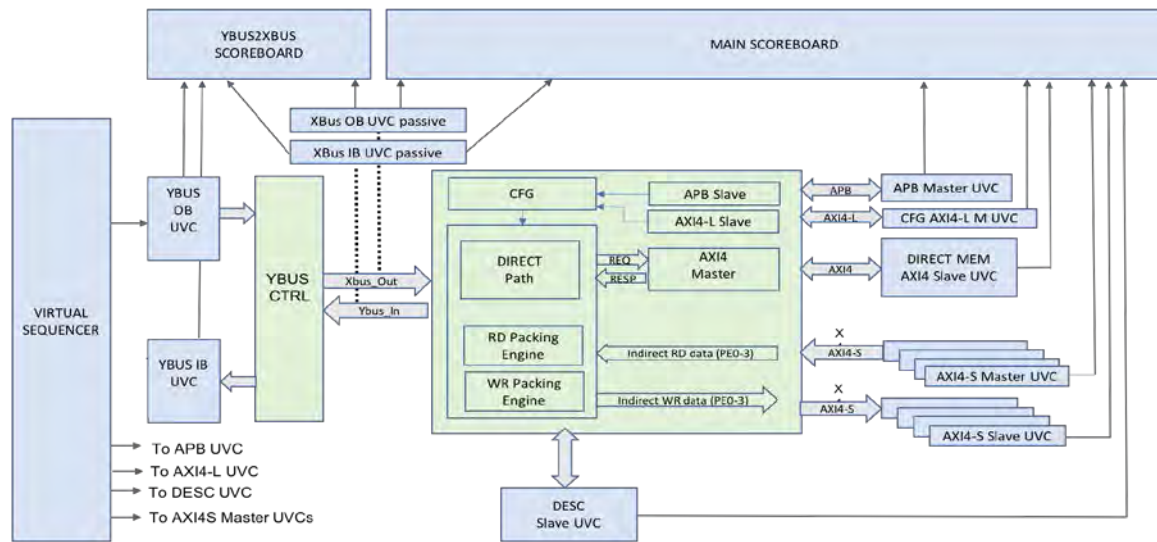 YBUS2XBUS
SCOREBOARD
MAIN SCOREBOARD
XBus OB UVC passive
XBus IB UVC passive
VIRTUAL
SEQUENCER
YBUS
OB
UVC
YBUS IB
UVC
YBUS
CTRL
Xbus_Out
Ybus_In
CFG
APB Slave
AXI4-L Slave
DIRECT
Path
REQ
RESP
AXI4
Master
RD Packing
Engine
WR Packing
Engine
Indirect RD data (PE0-3)
Indirect WR data (PE0-3)
APB
AXI4-L
AXI4
X
AXI4-S
X
AXI4-S
APB Master UVC
CFG AXI4-L M UVC
DIRECT MEM
AXI4 Slave UVC
AXI4-S Master UVC
AXI4-S Slave UVC
DESC
Slave UVC
To APB UVC
To AXI4-L UVC
To DESC UVC
To AXI4S Master UVCs